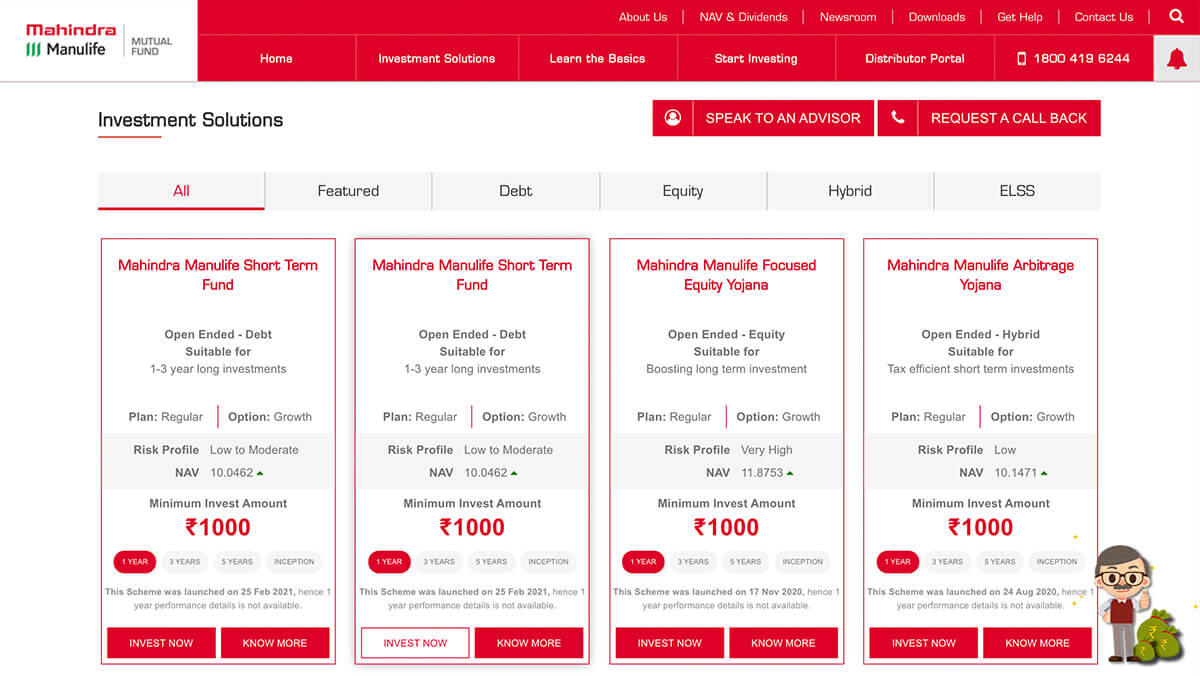 About Us
NAV & Dividends
Newsroom
Downloads
Get Help
Contact Us
Mahindra
Manulife
MUTUAL
FUND
Home
Investment Solutions
Learn the Basics
Start Investing
Distributor Portal
1800 419 6244
Investment Solutions
SPEAK TO AN ADVISOR
REQUEST A CALL BACK
All
Featured
Debt
Equity
Hybrid
ELSS
Mahindra Manulife Short Term
Fund
Open Ended - Debt
Suitable for
1-3 year long investments
Plan: Regular
Option: Growth
Risk Profile Low to Moderate
NAV 10.0462
Minimum Invest Amount
₹1000
1 YEAR
3 YEARS
5 YEARS
INCEPTION
This Scheme was launched on 25 Feb 2021, hence 1
year performance details is not available.
INVEST NOW
KNOW MORE
Mahindra Manulife Short Term
Fund
Open Ended - Debt
Suitable for
1-3 year long investments
Plan: Regular
Option: Growth
Risk Profile Low to Moderate
NAV 10.0462
Minimum Invest Amount
₹1000
1 YEAR
3 YEARS
5 YEARS
INCEPTION
This Scheme was launched on 25 Feb 2021, hence 1
year performance details is not available.
INVEST NOW
KNOW MORE
Mahindra Manulife Focused
Equity Yojana
Open Ended - Equity
Suitable for
Boosting long term investment
Plan: Regular
Option: Growth
Risk Profile Very High
NAV 11.8753
Minimum Invest Amount
₹1000
1 YEAR
3 YEARS
5 YEARS
INCEPTION
This Scheme was launched on 17 Nov 2020, hence 1
year performance details is not available.
INVEST NOW
KNOW MORE
Mahindra Manulife Arbitrage
Yojana
Open Ended - Hybrid
Suitable for
Tax efficient short term investments
Plan: Regular
Option: Growth
Risk Profile Low
NAV 10.1471
Minimum Invest Amount
₹1000
1 YEAR
3 YEARS
5 YEARS
INCEPTION
This Scheme was launched on 24 Aug 2020, hence 1
year performance details is not available.
INVEST NOW
KNOW MORE
₹
₹
₹